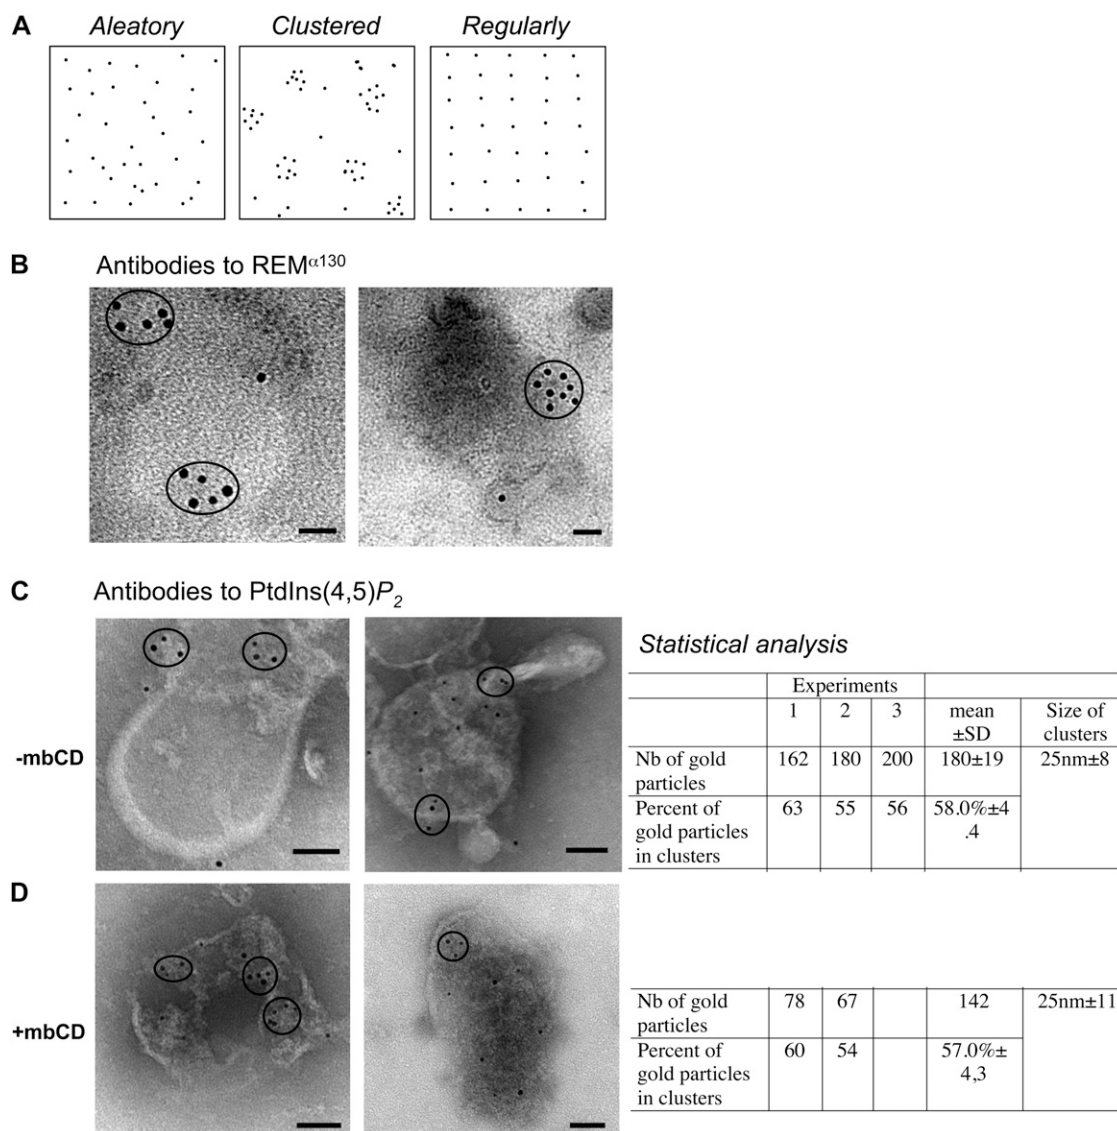 A
Aleatory
Clustered
Regularly
B
Antibodies to REMα130
C
Antibodies to PtdIns(4,5)P2
-mbCD
Statistical analysis
Experiments
1 2 3 mean Size of
±SD clusters
Nb of gold 162 180 200 180±19 25nm±8
particles
Percent of 63 55 56 58.0%±4
gold particles .4
in clusters
D
+mbCD
Nb of gold 78 67 142 25nm±11
particles
Percent of 60 54 57.0%±
gold particles 4,3
in clusters